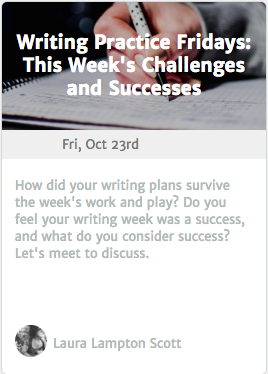 Writing Practice Fridays:
This Week's Challenges
and Successes
Fri, Oct 23rd
How did your writing plans survive
the week's work and play? Do you
feel your writing week was a success,
and what do you consider success?
Let's meet to discuss.
Laura Lampton Scott